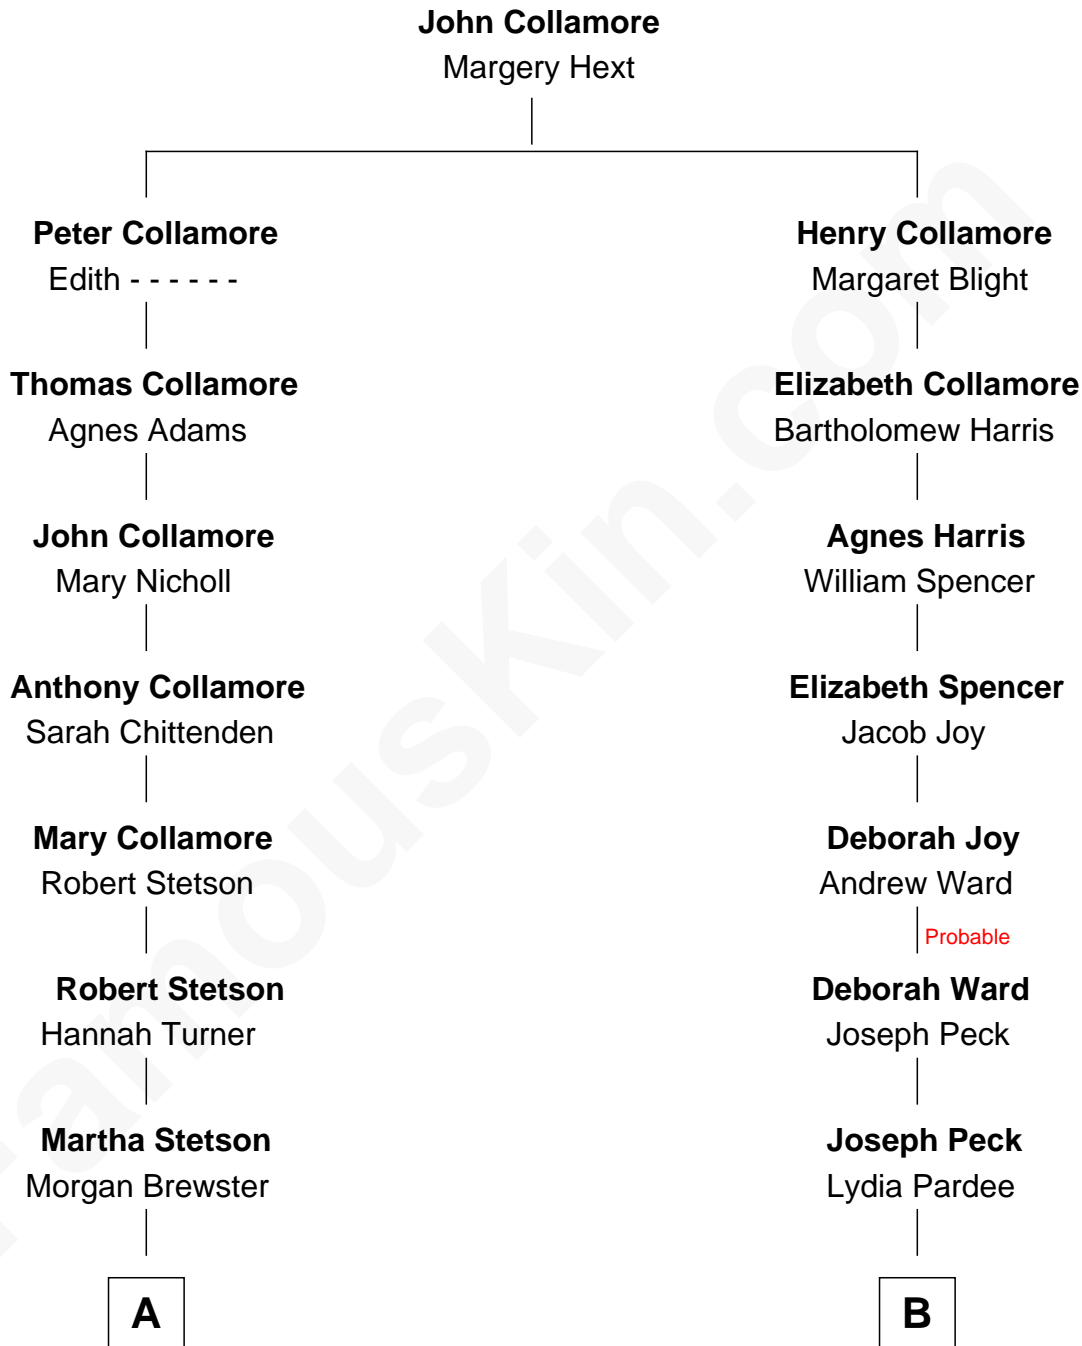 John Collamore
Margery Hext
Peter Collamore
Edith - - - - - -
Thomas Collamore
Agnes Adams
John Collamore
Mary Nicholl
Anthony Collamore
Sarah Chittenden
Mary Collamore
Robert Stetson
Robert Stetson
Hannah Turner
Martha Stetson
Morgan Brewster
A
Henry Collamore
Margaret Blight
Elizabeth Collamore
Bartholomew Harris
Agnes Harris
William Spencer
Elizabeth Spencer
Jacob Joy
Deborah Joy
Andrew Ward
Probable
Deborah Ward
Joseph Peck
Joseph Peck
Lydia Pardee
B
FamousKin.com